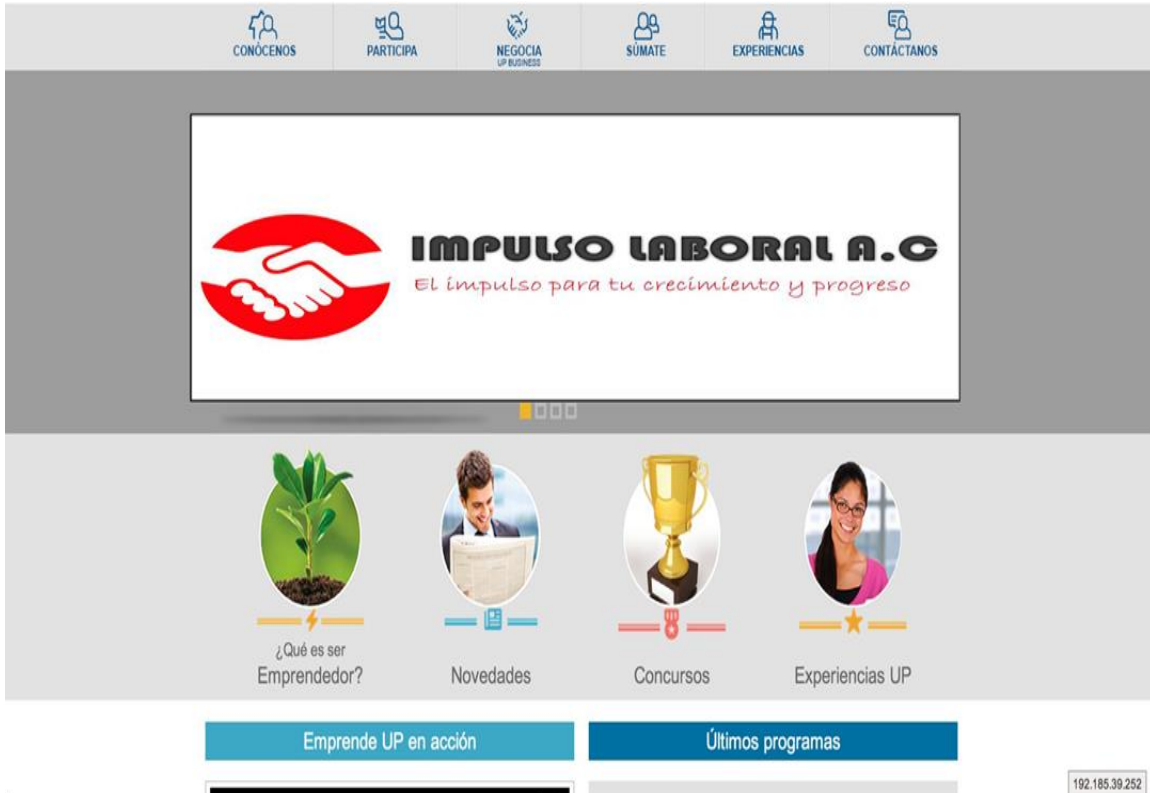 CONÓCENOS
PARTICIPA
NEGOCIA
UP BUSINESS
SÚMATE
EXPERIENCIAS
CONTÁCTANOS
IMPULSO LABORAL A.C
El impulso para tu crecimiento y progreso
¿Qué es ser
Emprendedor?
Novedades
Concursos
Experiencias UP
Emprende UP en acción
Últimos programas
192.185.39.252